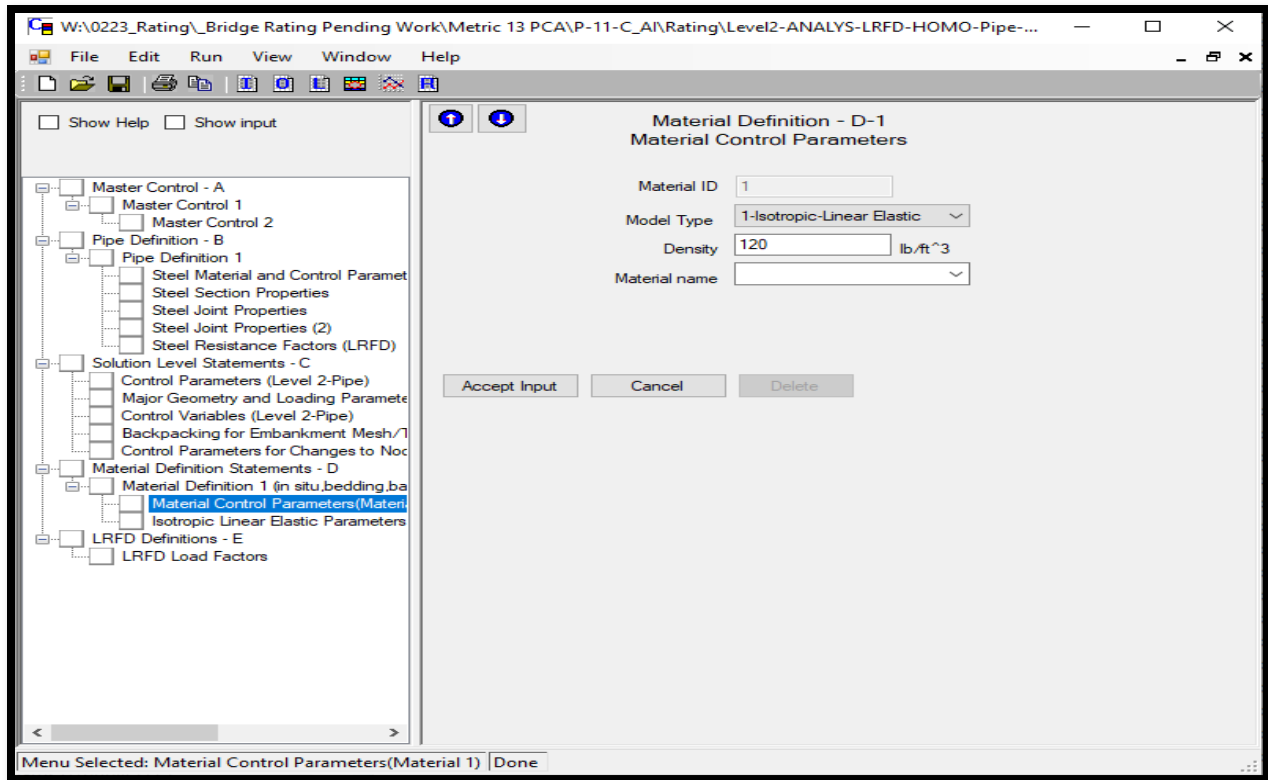 W:\0223_Rating\_Bridge Rating Pending Work\Metric 13 PCA\P-11-C_AI\Rating\Level2-ANALYS-LRFD-HOMO-Pipe-...
File Edit Run View Window Help
Show Help Show input
Master Control - A
Master Control 1
Master Control 2
Pipe Definition - B
Pipe Definition 1
Steel Material and Control Paramet
Steel Section Properties
Steel Joint Properties
Steel Joint Properties (2)
Steel Resistance Factors (LRFD)
Solution Level Statements - C
Control Parameters (Level 2-Pipe)
Major Geometry and Loading Paramete
Control Variables (Level 2-Pipe)
Backpacking for Embankment Mesh/T
Control Parameters for Changes to Noc
Material Definition Statements - D
Material Definition 1 (in situ,bedding,ba
Material Control Parameters(Materi
Isotropic Linear Elastic Parameters
LRFD Definitions - E
LRFD Load Factors
Material Definition - D-1
Material Control Parameters
Material ID 1
Model Type 1-Isotropic-Linear Elastic
Density 120 lb/ft^3
Material name
Accept Input Cancel Delete
Menu Selected: Material Control Parameters(Material 1) Done